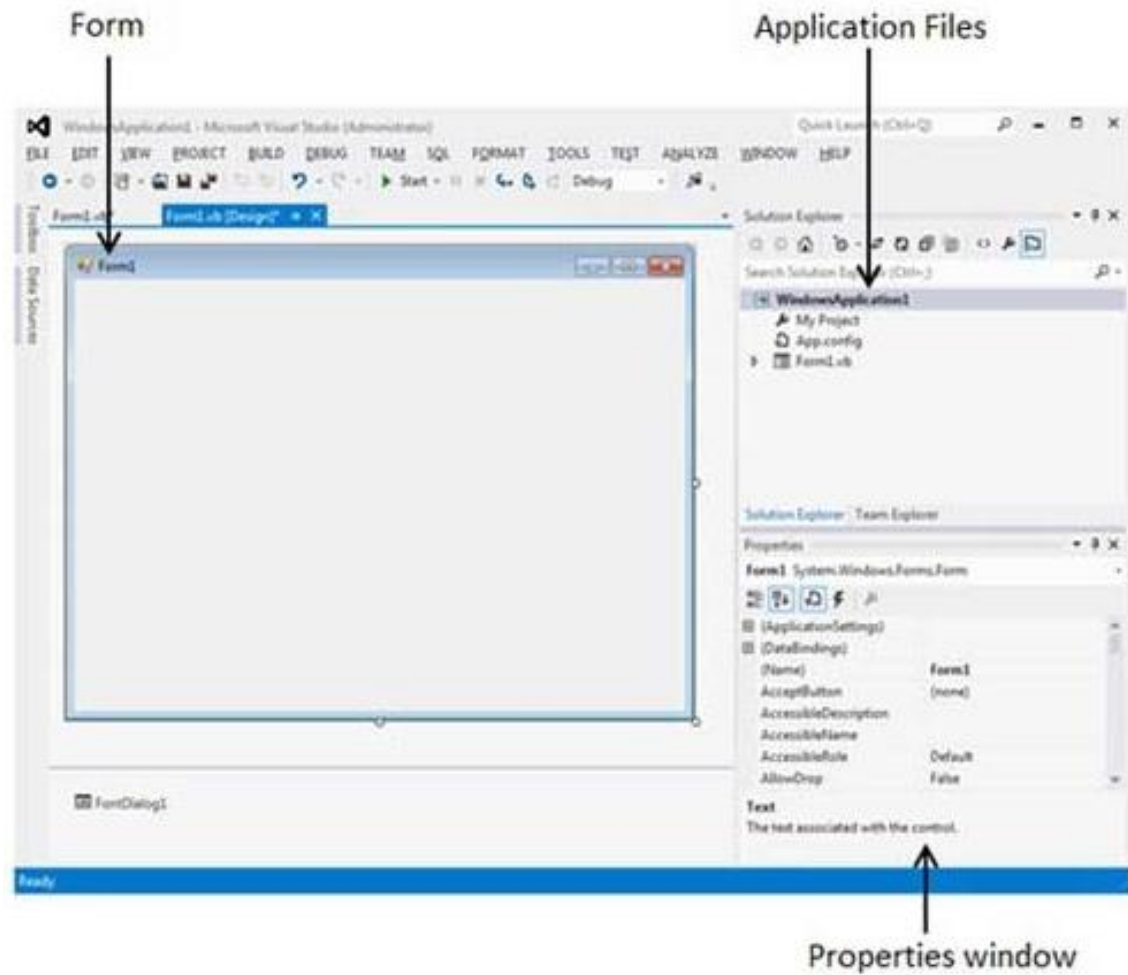 Form
Application Files
WindowsApplication1 - Microsoft Visual Studio (Administrator)
Quick Launch (Ctrl+Q)
FILE EDIT VIEW PROJECT BUILD DEBUG TEAM SQL FORMAT TOOLS TEST ANALYZE WINDOW HELP
Start
Debug
Toolbox
Data Sources
Form1.vb*
Form1.vb [Design]*
Form1
Solution Explorer
Search Solution Explorer (Ctrl+;)
WindowsApplication1
My Project
App.config
Form1.vb
Solution Explorer Team Explorer
Properties
Form1 System.Windows.Forms.Form
(ApplicationSettings)
(DataBindings)
(Name) Form1
AcceptButton (none)
AccessibleDescription
AccessibleName
AccessibleRole Default
AllowDrop False
Text
The text associated with the control.
FontDialog1
Ready
Properties window